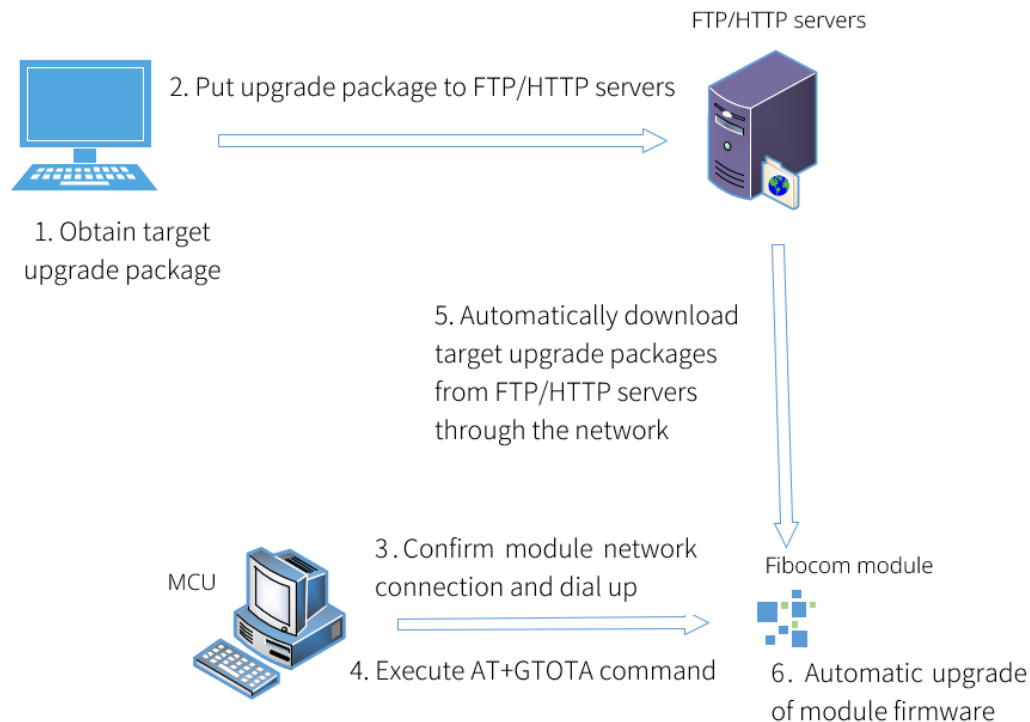 FTP/HTTP servers
2. Put upgrade package to FTP/HTTP servers
1. Obtain target
upgrade package
5. Automatically download
target upgrade packages
from FTP/HTTP servers
through the network
MCU
3.Confirm module network
connection and dial up
4. Execute AT+GTOTA command
Fibocom module
6. Automatic upgrade
of module firmware